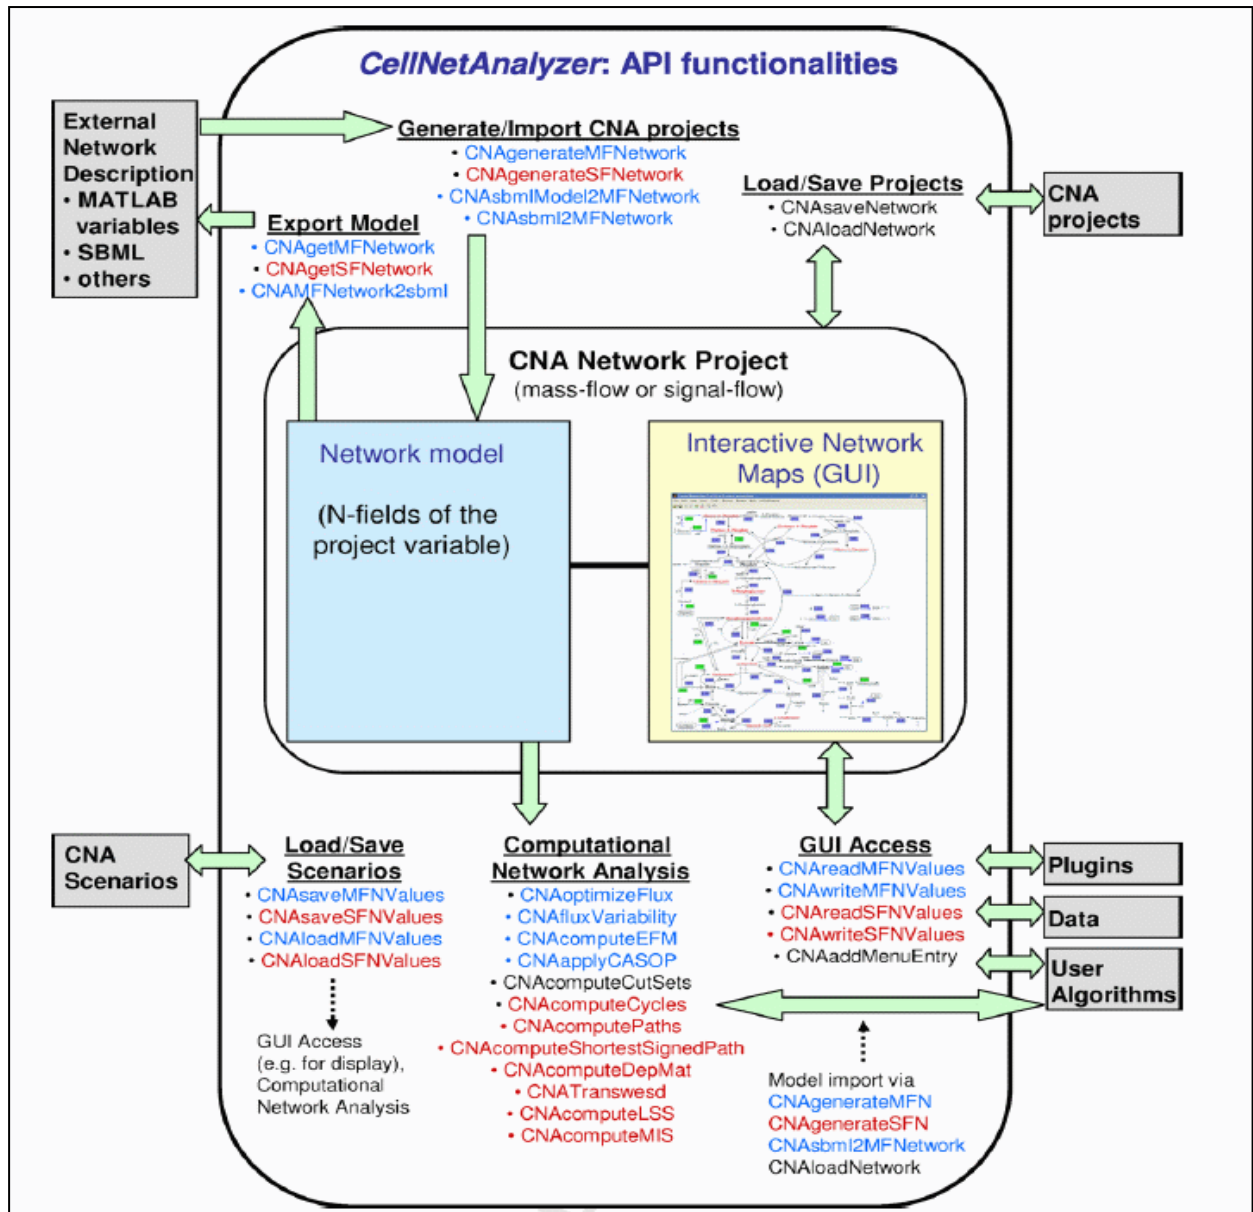 CellNetAnalyzer: API functionalities
External
Network
Description
• MATLAB
variables
• SBML
• others
Generate/Import CNA projects
• CNAgenerateMFNetwork
• CNAgenerateSFNetwork
• CNAsbmlModel2MFNetwork
• CNAsbml2MFNetwork
Load/Save Projects
• CNAsaveNetwork
• CNAloadNetwork
CNA
projects
Export Model
• CNAgetMFNetwork
• CNAgetSFNetwork
• CNAMFNetwork2sbml
CNA Network Project
(mass-flow or signal-flow)
Network model
(N-fields of the
project variable)
Interactive Network
Maps (GUI)
CNA
Scenarios
Load/Save
Scenarios
• CNAsaveMFNValues
• CNAsaveSFNValues
• CNAloadMFNValues
• CNAloadSFNValues
GUI Access
(e.g. for display),
Computational
Network Analysis
Computational
Network Analysis
• CNAoptimizeFlux
• CNAfluxVariability
• CNAcomputeEFM
• CNAapplyCASOP
• CNAcomputeCutSets
• CNAcomputeCycles
• CNAcomputePaths
• CNAcomputeShortestSignedPath
• CNAcomputeDepMat
• CNATranswesd
• CNAcomputeLSS
• CNAcomputeMIS
GUI Access
• CNAreadMFNValues
• CNAwriteMFNValues
• CNAreadSFNValues
• CNAwriteSFNValues
• CNAaddMenuEntry
Plugins
Data
User
Algorithms
Model import via
CNAgenerateMFN
CNAgenerateSFN
CNAsbml2MFNetwork
CNAloadNetwork